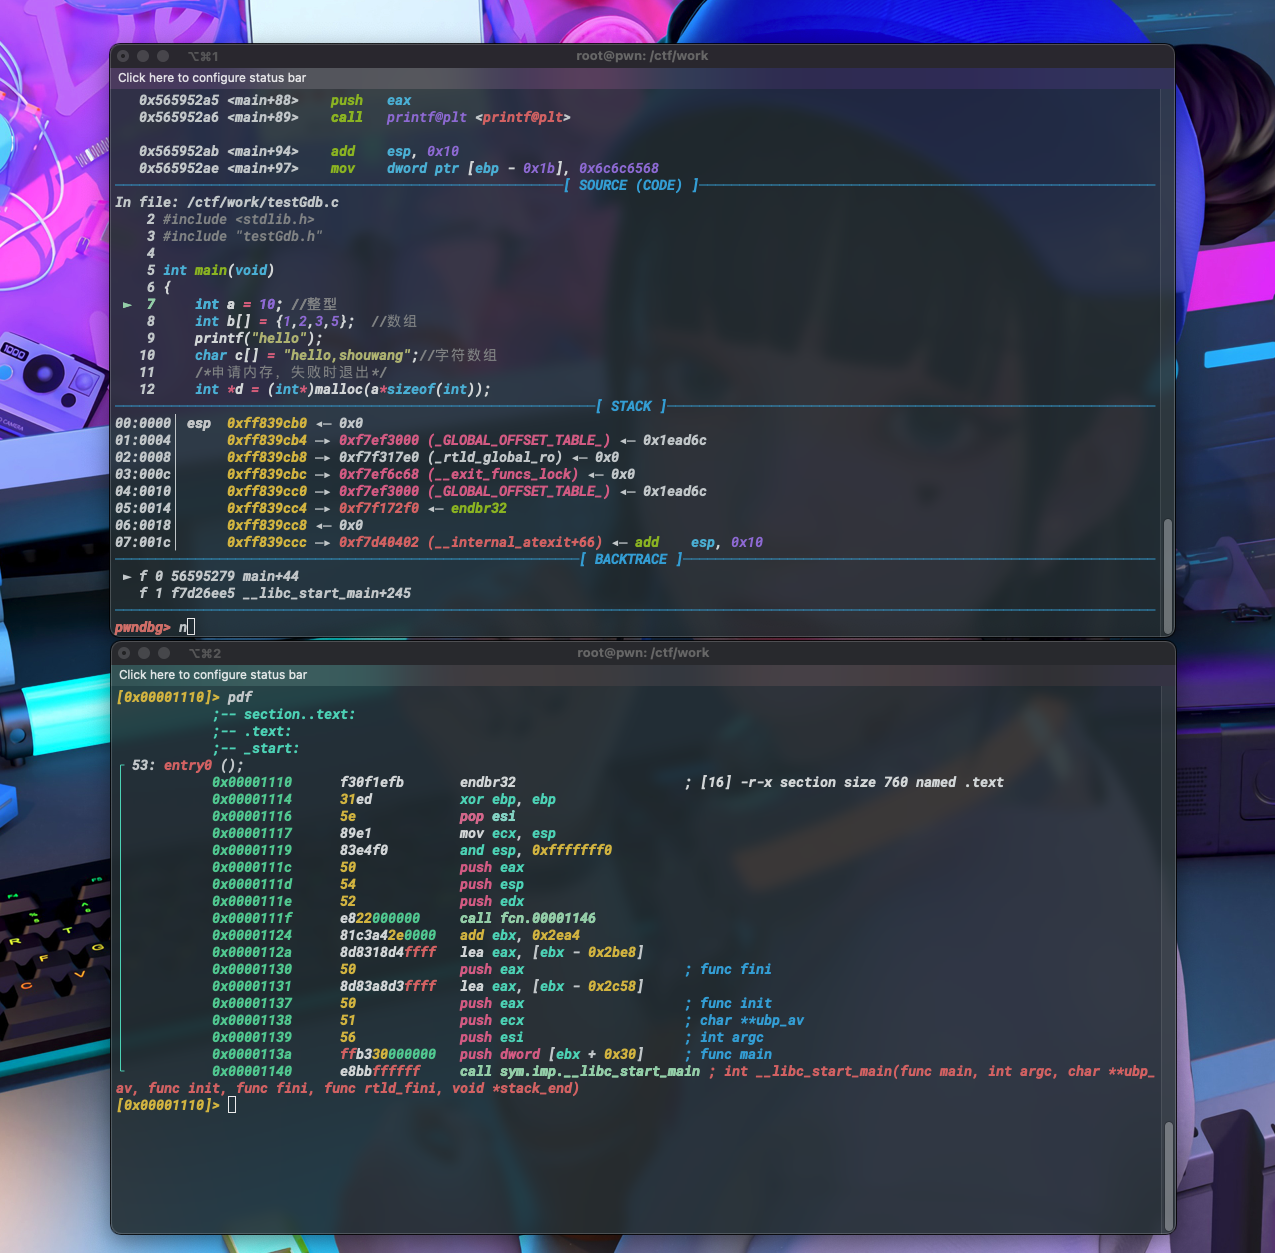 ⌥⌘1
root@pwn: /ctf/work
Click here to configure status bar
0x565952a5 <main+88> push eax
0x565952a6 <main+89> call printf@plt <printf@plt>
0x565952ab <main+94> add esp, 0x10
0x565952ae <main+97> mov dword ptr [ebp - 0x1b], 0x6c6c6568
[ SOURCE (CODE) ]
In file: /ctf/work/testGdb.c
2 #include <stdlib.h>
3 #include "testGdb.h"
4
5 int main(void)
6 {
► 7 int a = 10; //整型
8 int b[] = {1,2,3,5}; //数组
9 printf("hello");
10 char c[] = "hello,shouwang";//字符数组
11 /*申请内存，失败时退出*/
12 int *d = (int*)malloc(a*sizeof(int));
[ STACK ]
00:0000│ esp 0xff839cb0 ◂— 0x0
01:0004│ 0xff839cb4 —▸ 0xf7ef3000 (_GLOBAL_OFFSET_TABLE_) ◂— 0x1ead6c
02:0008│ 0xff839cb8 —▸ 0xf7f317e0 (_rtld_global_ro) ◂— 0x0
03:000c│ 0xff839cbc —▸ 0xf7ef6c68 (__exit_funcs_lock) ◂— 0x0
04:0010│ 0xff839cc0 —▸ 0xf7ef3000 (_GLOBAL_OFFSET_TABLE_) ◂— 0x1ead6c
05:0014│ 0xff839cc4 —▸ 0xf7f172f0 ◂— endbr32
06:0018│ 0xff839cc8 ◂— 0x0
07:001c│ 0xff839ccc —▸ 0xf7d40402 (__internal_atexit+66) ◂— add esp, 0x10
[ BACKTRACE ]
► f 0 56595279 main+44
f 1 f7d26ee5 __libc_start_main+245
pwndbg> n
⌥⌘2
root@pwn: /ctf/work
Click here to configure status bar
[0x00001110]> pdf
;-- section..text:
;-- .text:
;-- _start:
┌ 53: entry0 ();
│ 0x00001110 f30f1efb endbr32 ; [16] -r-x section size 760 named .text
│ 0x00001114 31ed xor ebp, ebp
│ 0x00001116 5e pop esi
│ 0x00001117 89e1 mov ecx, esp
│ 0x00001119 83e4f0 and esp, 0xfffffff0
│ 0x0000111c 50 push eax
│ 0x0000111d 54 push esp
│ 0x0000111e 52 push edx
│ 0x0000111f e822000000 call fcn.00001146
│ 0x00001124 81c3a42e0000 add ebx, 0x2ea4
│ 0x0000112a 8d8318d4ffff lea eax, [ebx - 0x2be8]
│ 0x00001130 50 push eax ; func fini
│ 0x00001131 8d83a8d3ffff lea eax, [ebx - 0x2c58]
│ 0x00001137 50 push eax ; func init
│ 0x00001138 51 push ecx ; char **ubp_av
│ 0x00001139 56 push esi ; int argc
│ 0x0000113a ffb330000000 push dword [ebx + 0x30] ; func main
└ 0x00001140 e8bbffffff call sym.imp.__libc_start_main ; int __libc_start_main(func main, int argc, char **ubp_
av, func init, func fini, func rtld_fini, void *stack_end)
[0x00001110]>